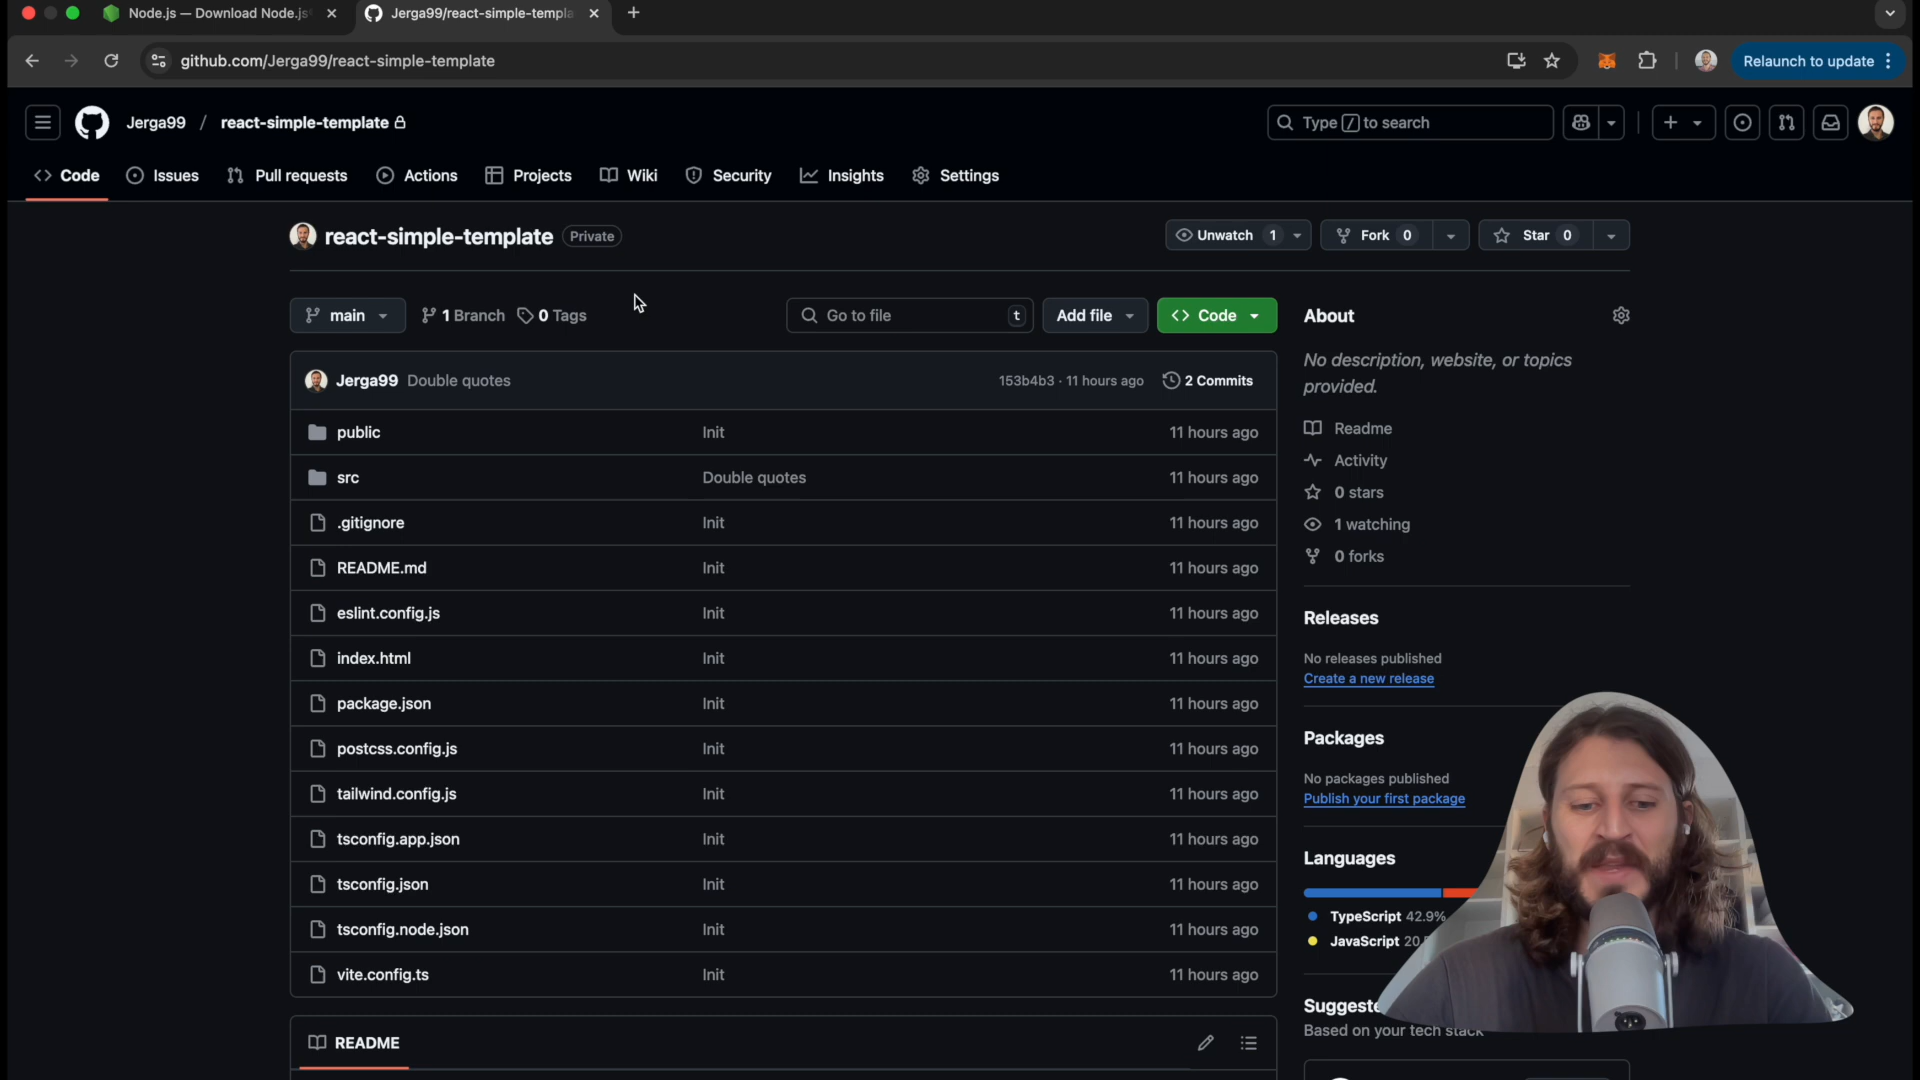 Node.js — Download Node.js
Jerga99/react-simple-templa
github.com/Jerga99/react-simple-template
Relaunch to update
Jerga99 / react-simple-template
Type / to search
Code
Issues
Pull requests
Actions
Projects
Wiki
Security
Insights
Settings
react-simple-template Private
Unwatch 1
Fork 0
Star 0
main
1 Branch
0 Tags
Go to file t
Add file
<> Code
Jerga99 Double quotes 153b4b3 · 11 hours ago 2 Commits
public Init 11 hours ago
src Double quotes 11 hours ago
.gitignore Init 11 hours ago
README.md Init 11 hours ago
eslint.config.js Init 11 hours ago
index.html Init 11 hours ago
package.json Init 11 hours ago
postcss.config.js Init 11 hours ago
tailwind.config.js Init 11 hours ago
tsconfig.app.json Init 11 hours ago
tsconfig.json Init 11 hours ago
tsconfig.node.json Init 11 hours ago
vite.config.ts Init 11 hours ago
README
About
No description, website, or topics
provided.
Readme
Activity
0 stars
1 watching
0 forks
Releases
No releases published
Create a new release
Packages
No packages published
Publish your first package
Languages
TypeScript 42.9%
JavaScript 20
Suggeste
Based on your tech stack